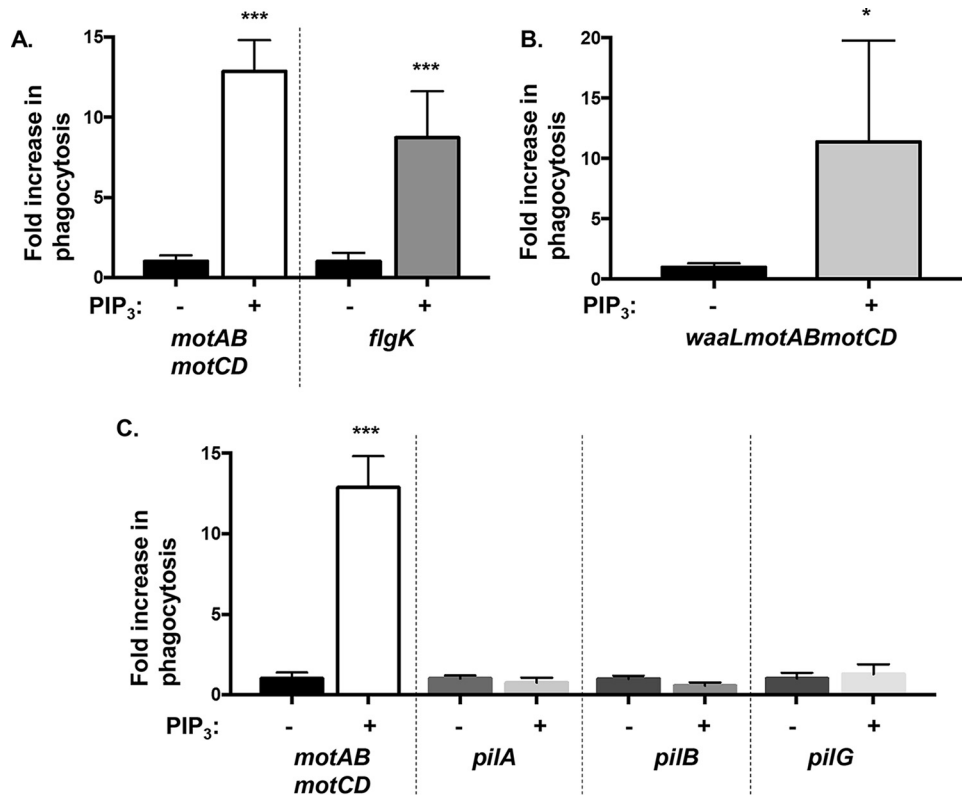 A.
Fold increase in
phagocytosis
15
10
5
0
***
***
PIP₃: - + - +
motAB
motCD
flgK
B.
Fold increase in
phagocytosis
20
15
10
5
0
*
PIP₃: - +
waaLmotABmotCD
C.
Fold increase in
phagocytosis
15
10
5
0
***
PIP₃: - + - + - + - +
motAB
motCD
pilA
pilB
pilG